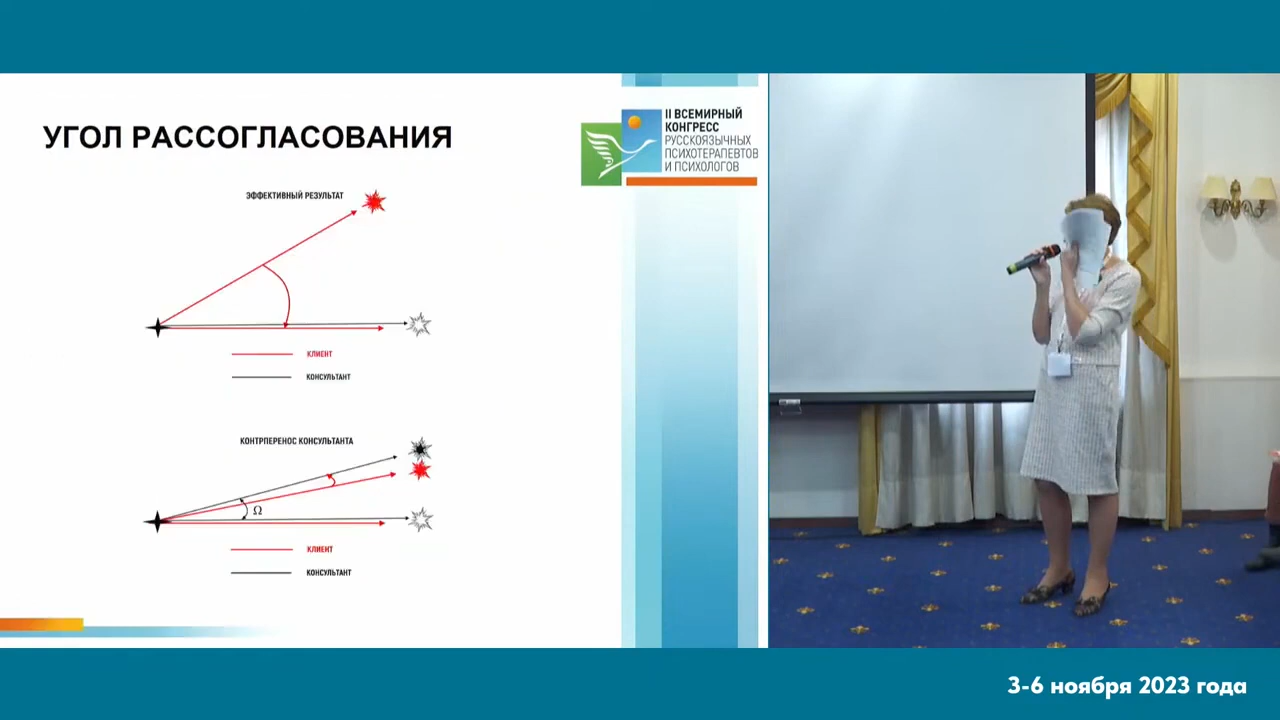 УГОЛ РАССОГЛАСОВАНИЯ
II ВСЕМИРНЫЙ
КОНГРЕСС
РУССКОЯЗЫЧНЫХ
ПСИХОТЕРАПЕВТОВ
И ПСИХОЛОГОВ
ЭФФЕКТИВНЫЙ РЕЗУЛЬТАТ
КЛИЕНТ
КОНСУЛЬТАНТ
КОНТРПЕРЕНОС КОНСУЛЬТАНТА
Ω
КЛИЕНТ
КОНСУЛЬТАНТ
3-6 ноября 2023 года